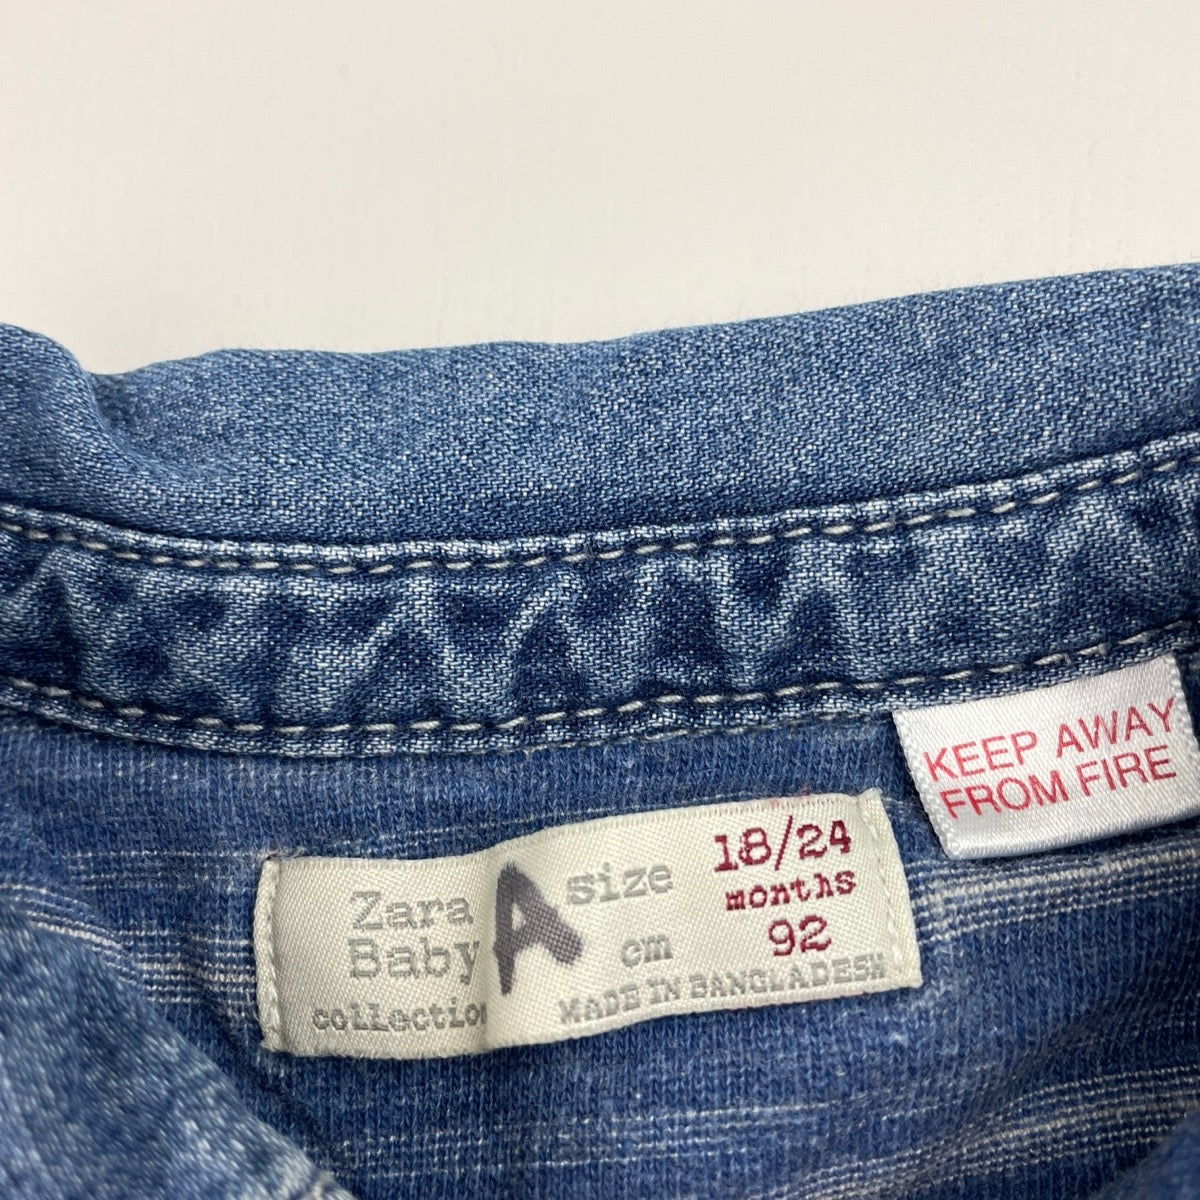 KEEP AWAY
FROM FIRE
Zara
Baby
collection
A
size
cm
18/24
months
92
MADE IN BANGLADESH